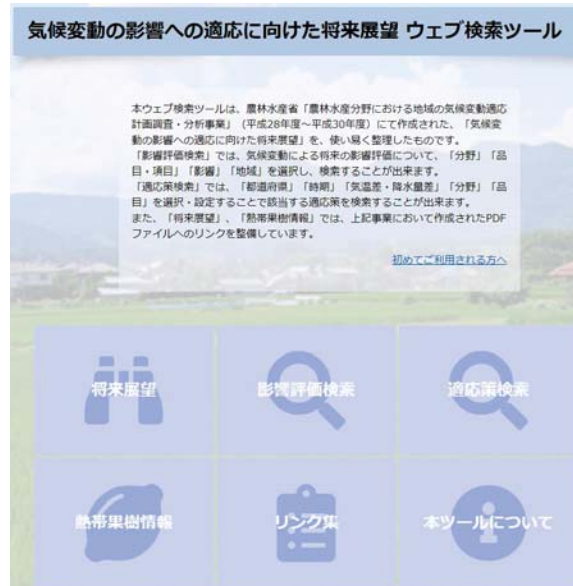 気候変動の影響への適応に向けた将来展望 ウェブ検索ツール
本ウェブ検索ツールは、農林水産省「農林水産分野における地域の気候変動適応
計画調査・分析事業」（平成28年度～平成30年度）にて作成された、「気候変
動の影響への適応に向けた将来展望」を、使い易く整理したものです。
「影響評価検索」では、気候変動による将来の影響評価について、「分野」「品
目・項目」「影響」「地域」を選択し、検索することが出来ます。
「適応策検索」では、「都道府県」「時期」「気温差・降水量差」「分野」「品
目」を選択・設定することで該当する適応策を検索することが出来ます。
また、「将来展望」、「熱帯果樹情報」では、上記事業において作成されたPDF
ファイルへのリンクを整備しています。
初めてご利用される方へ
将来展望
影響評価検索
適応策検索
熱帯果樹情報
リンク集
本ツールについて